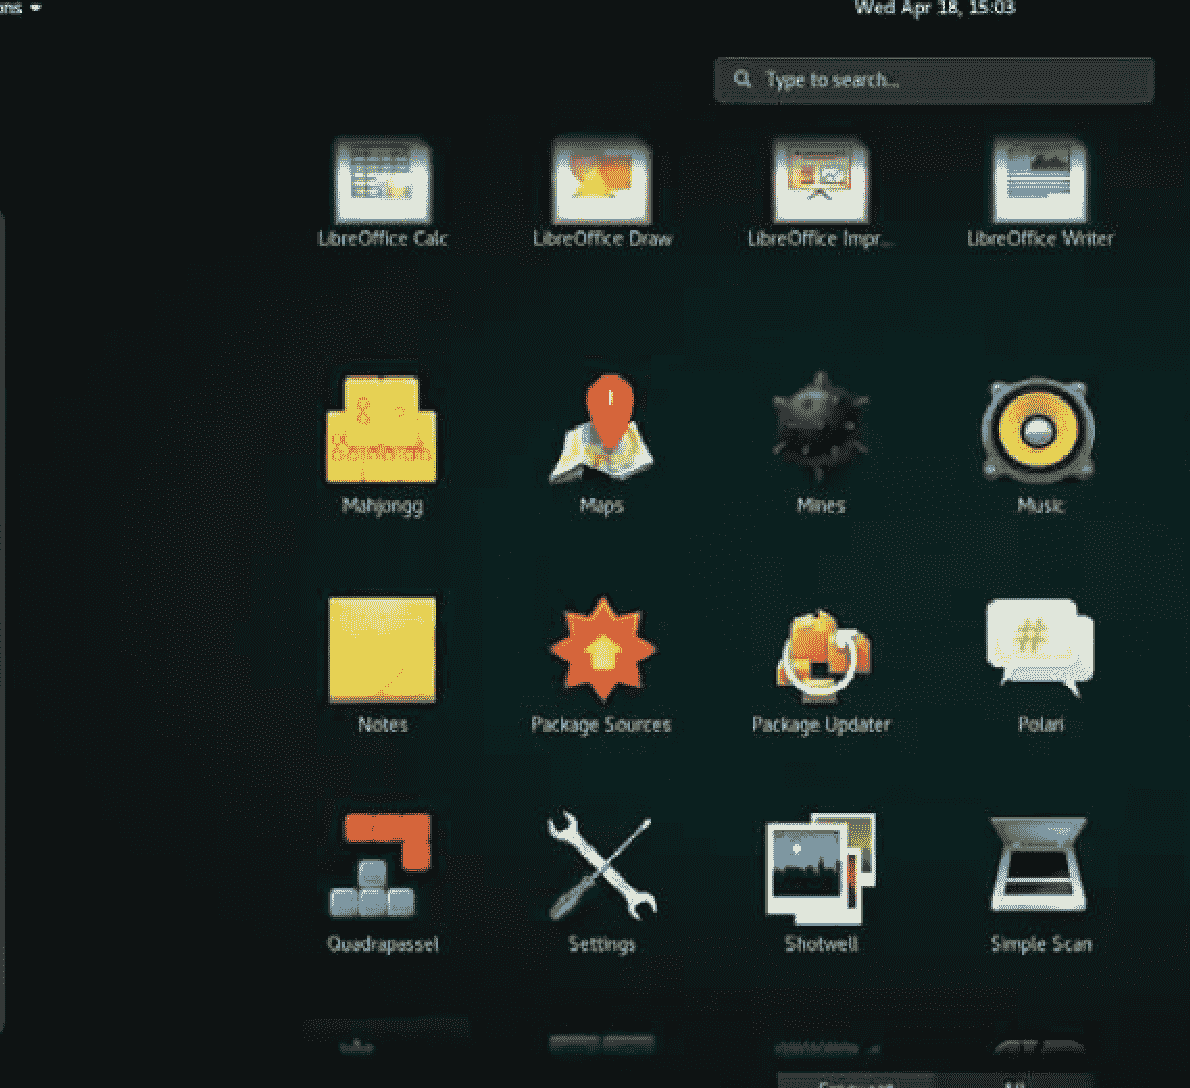 Wed Apr 18, 15:03
Type to search...
LibreOffice Calc
LibreOffice Draw
LibreOffice Impr...
LibreOffice Writer
Mahjongg
Maps
Mines
Music
Notes
Package Sources
Package Updater
Polari
Quadrapassel
Settings
Shotwell
Simple Scan